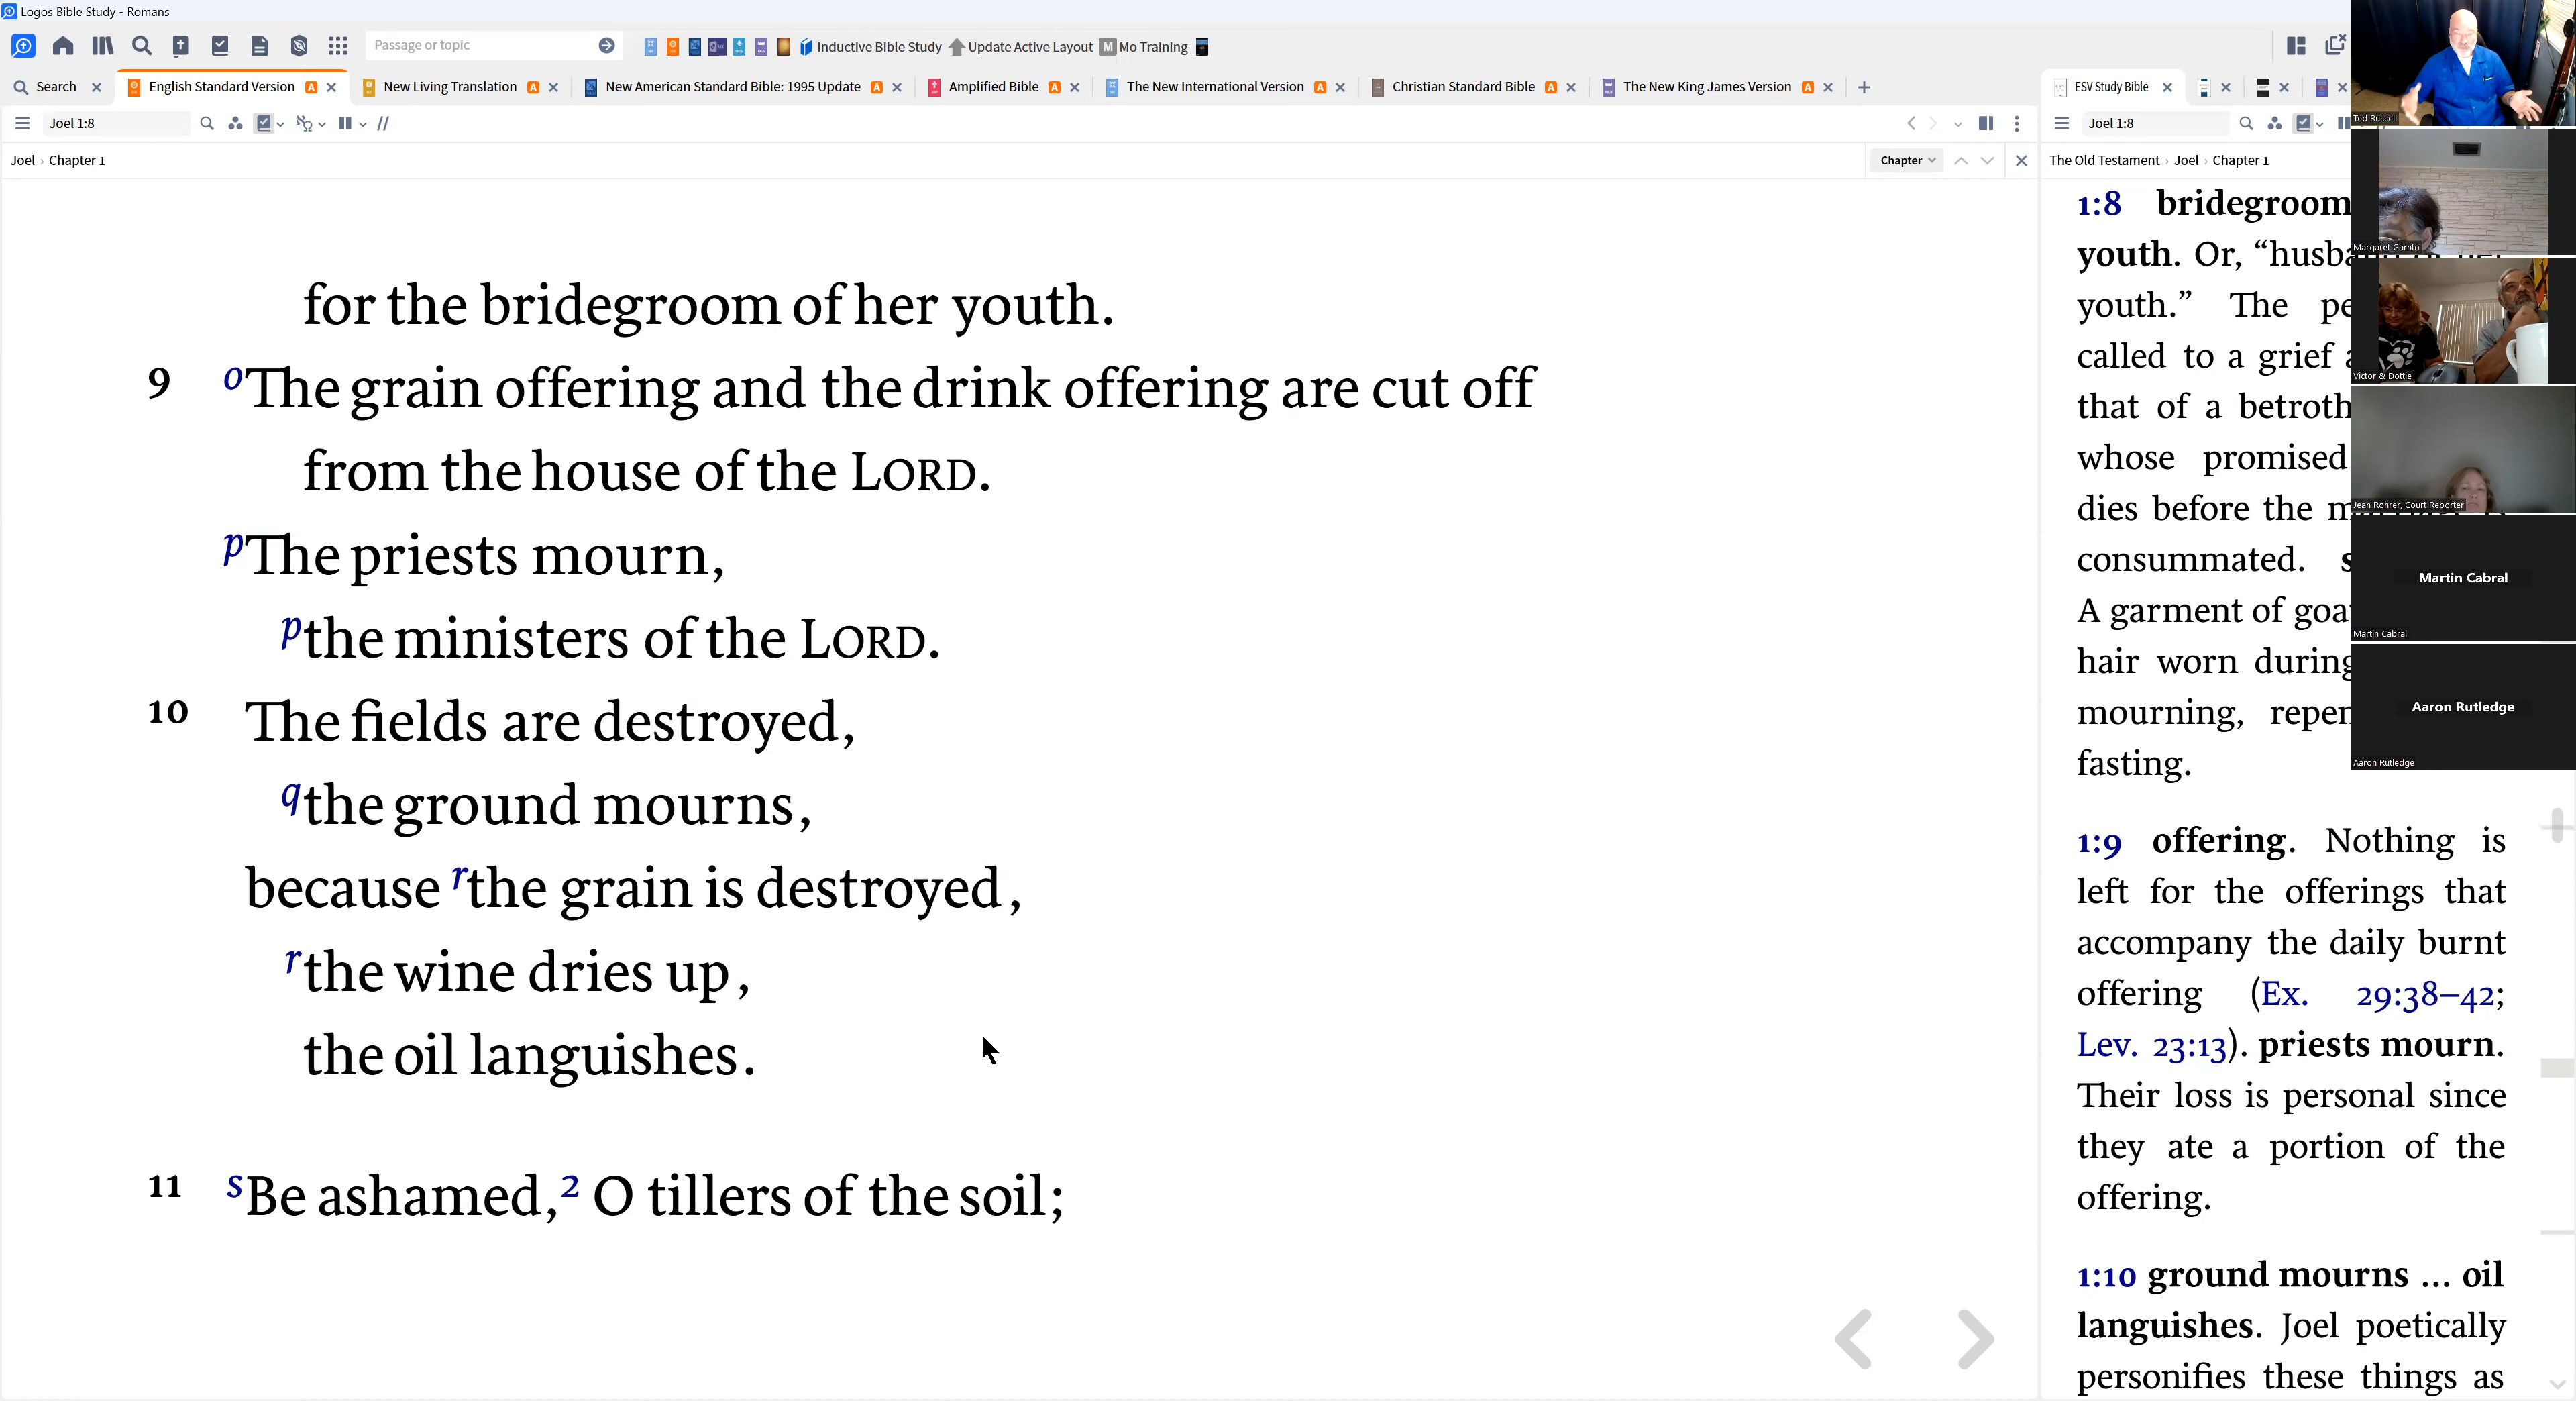 Logos Bible Study - Romans
Passage or topic
Inductive Bible Study Update Active Layout M Mo Training
Search English Standard Version A New Living Translation A New American Standard Bible: 1995 Update A Amplified Bible A The New International Version A Christian Standard Bible A The New King James Version A
Joel 1:8
Joel › Chapter 1
Chapter
for the bridegroom of her youth.
9 oThe grain offering and the drink offering are cut off
from the house of the LORD.
pThe priests mourn,
pthe ministers of the LORD.
10 The fields are destroyed,
qthe ground mourns,
because rthe grain is destroyed,
rthe wine dries up,
the oil languishes.
11 sBe ashamed,2 O tillers of the soil;
ESV Study Bible
Joel 1:8
The Old Testament › Joel › Chapter 1
1:8 bridegroom
youth. Or, “husba
youth.” The pe
called to a grief a
that of a betroth
whose promised
dies before the m
consummated. s
A garment of goa
hair worn during
mourning, repen
fasting.
1:9 offering. Nothing is
left for the offerings that
accompany the daily burnt
offering (Ex. 29:38–42;
Lev. 23:13). priests mourn.
Their loss is personal since
they ate a portion of the
offering.
1:10 ground mourns ... oil
languishes. Joel poetically
personifies these things as
Ted Russell
Margaret Garnto
Victor & Dottie
Jean Rohrer, Court Reporter
Martin Cabral
Martin Cabral
Aaron Rutledge
Aaron Rutledge